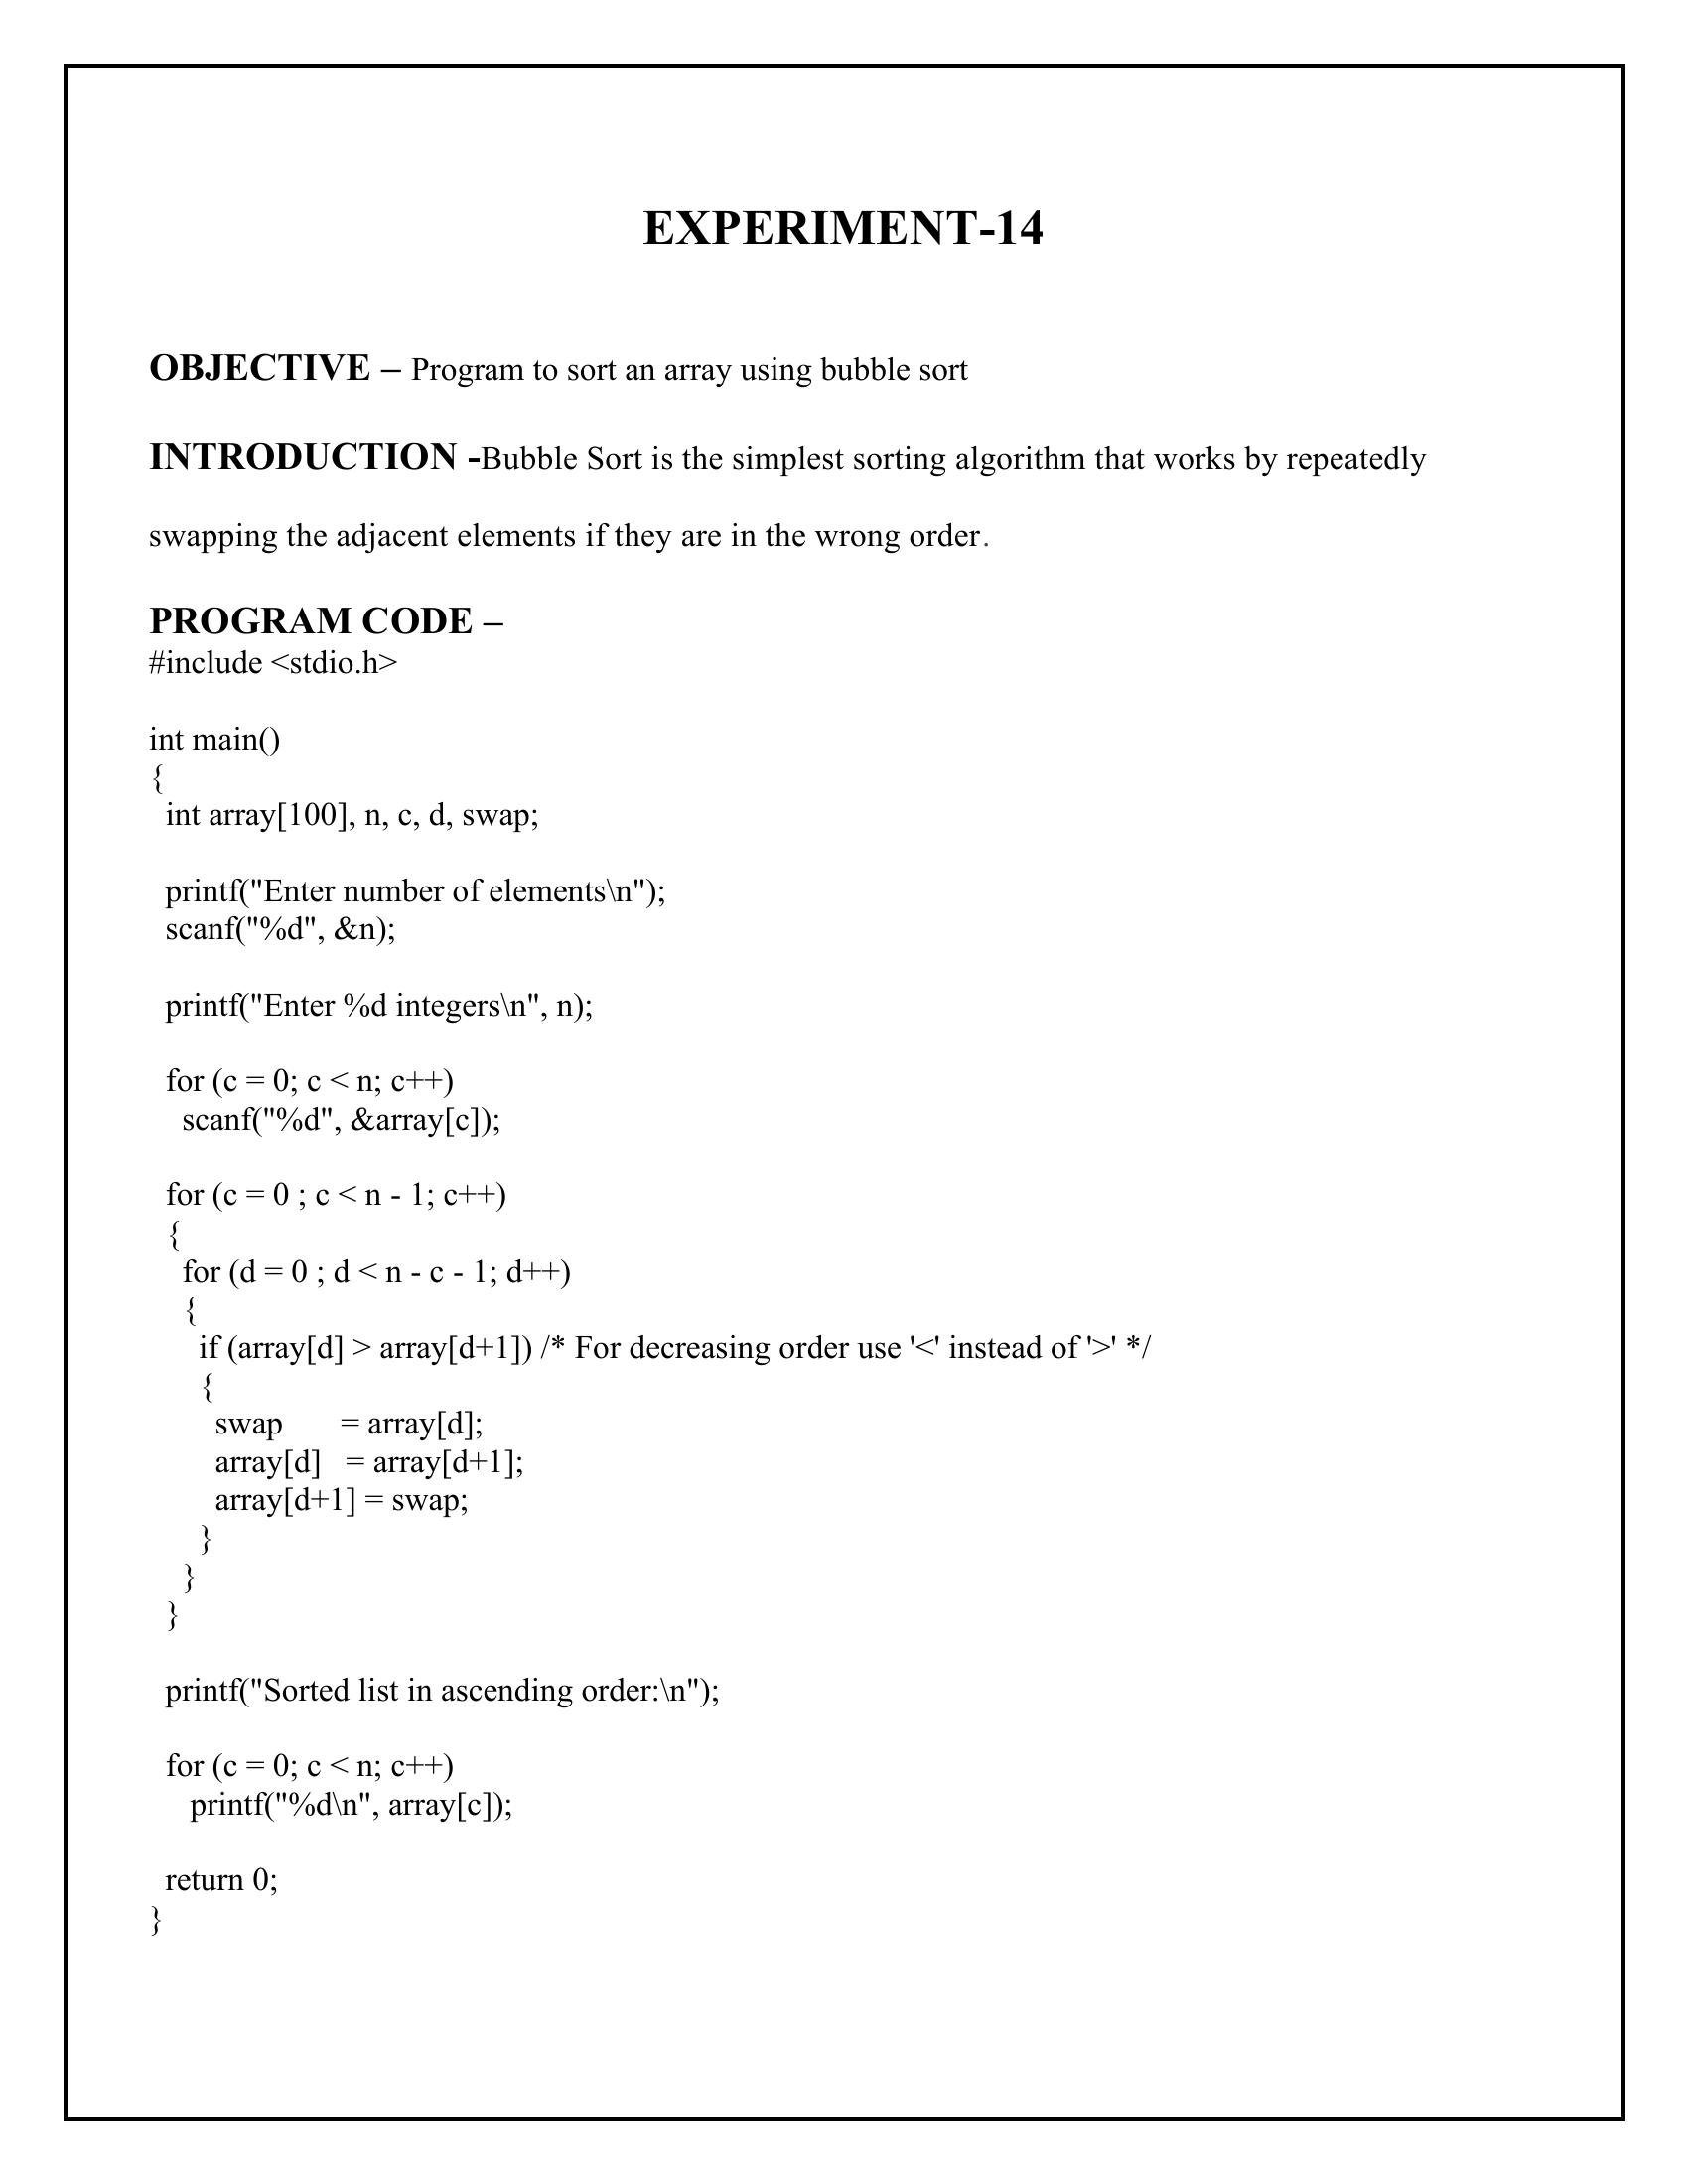 EXPERIMENT-14
OBJECTIVE – Program to sort an array using bubble sort
INTRODUCTION -Bubble Sort is the simplest sorting algorithm that works by repeatedly
swapping the adjacent elements if they are in the wrong order.
PROGRAM CODE –
#include <stdio.h>
int main()
{
  int array[100], n, c, d, swap;
  printf("Enter number of elements\n");
  scanf("%d", &n);
  printf("Enter %d integers\n", n);
  for (c = 0; c < n; c++)
    scanf("%d", &array[c]);
  for (c = 0 ; c < n - 1; c++)
  {
    for (d = 0 ; d < n - c - 1; d++)
    {
      if (array[d] > array[d+1]) /* For decreasing order use '<' instead of '>' */
      {
        swap       = array[d];
        array[d]   = array[d+1];
        array[d+1] = swap;
      }
    }
  }
  printf("Sorted list in ascending order:\n");
  for (c = 0; c < n; c++)
     printf("%d\n", array[c]);
  return 0;
}